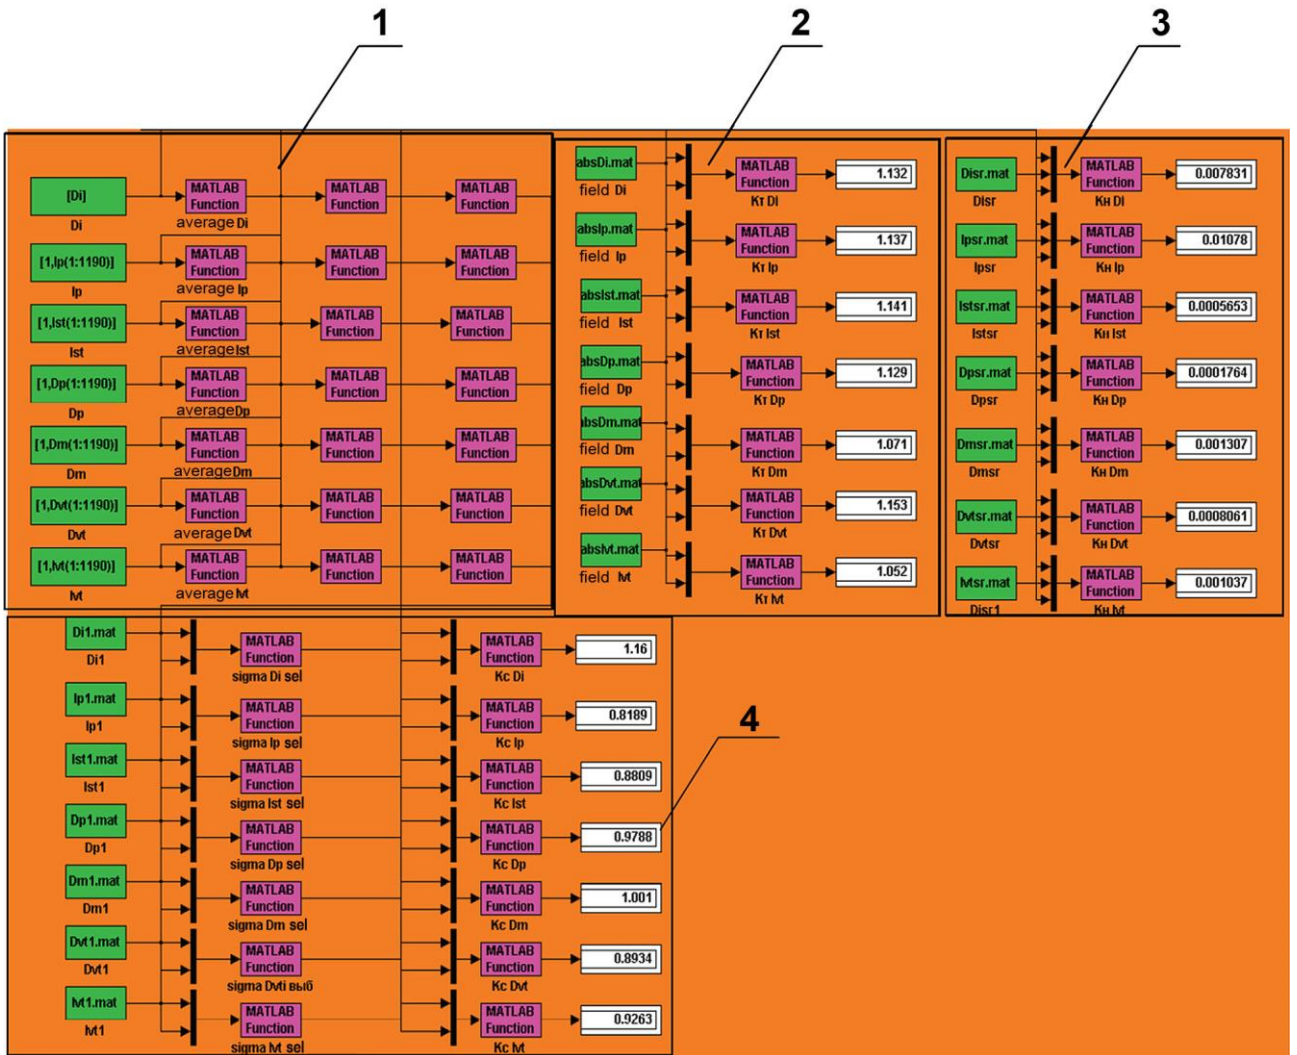 1
2
3
[Di]
Di
MATLAB Function
average Di
MATLAB Function
MATLAB Function
[1,Ip(1:1190)]
Ip
MATLAB Function
average Ip
MATLAB Function
MATLAB Function
[1,Ist(1:1190)]
Ist
MATLAB Function
average Ist
MATLAB Function
MATLAB Function
[1,Dp(1:1190)]
Dp
MATLAB Function
average Dp
MATLAB Function
MATLAB Function
[1,Dm(1:1190)]
Dm
MATLAB Function
average Dm
MATLAB Function
MATLAB Function
[1,Dvt(1:1190)]
Dvt
MATLAB Function
average Dvt
MATLAB Function
MATLAB Function
[1,Ivt(1:1190)]
Ivt
MATLAB Function
average Ivt
MATLAB Function
MATLAB Function
absDi.mat
field Di
MATLAB Function
Кт Di
1.132
absIp.mat
field Ip
MATLAB Function
Кт Ip
1.137
absIst.mat
field Ist
MATLAB Function
Кт Ist
1.141
absDp.mat
field Dp
MATLAB Function
Кт Dp
1.129
absDm.mat
field Dm
MATLAB Function
Кт Dm
1.071
absDvt.mat
field Dvt
MATLAB Function
Кт Dvt
1.153
absIvt.mat
field Ivt
MATLAB Function
Кт Ivt
1.052
Disr.mat
Disr
MATLAB Function
Кн Di
0.007831
Ipsr.mat
Ipsr
MATLAB Function
Кн Ip
0.01078
Istsr.mat
Istsr
MATLAB Function
Кн Ist
0.0005653
Dpsr.mat
Dpsr
MATLAB Function
Кн Dp
0.0001764
Dmsr.mat
Dmsr
MATLAB Function
Кн Dm
0.001307
Dvtsr.mat
Dvtsr
MATLAB Function
Кн Dvt
0.0008061
Ivtsr.mat
Disr1
MATLAB Function
Кн Ivt
0.001037
Di1.mat
Di1
MATLAB Function
sigma Di sel
MATLAB Function
Кс Di
1.16
Ip1.mat
Ip1
MATLAB Function
sigma Ip sel
MATLAB Function
Кс Ip
0.8189
4
Ist1.mat
Ist1
MATLAB Function
sigma Ist sel
MATLAB Function
Кс Ist
0.8809
Dp1.mat
Dp1
MATLAB Function
sigma Dp sel
MATLAB Function
Кс Dp
0.9788
Dm1.mat
Dm1
MATLAB Function
sigma Dm sel
MATLAB Function
Кс Dm
1.001
Dvt1.mat
Dvt1
MATLAB Function
sigma Dvti выб
MATLAB Function
Кс Dvt
0.8934
Ivt1.mat
Ivt1
MATLAB Function
sigma Ivt sel
MATLAB Function
Кс Ivt
0.9263